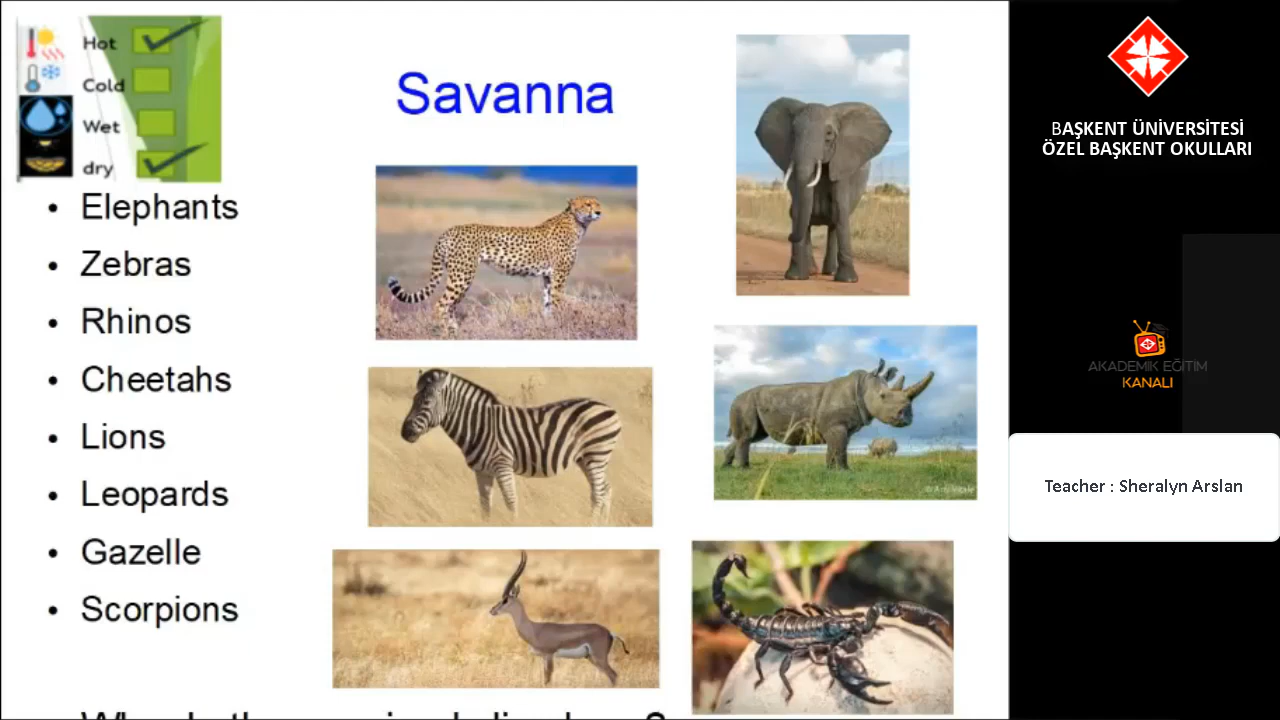 Hot
Cold
Wet
dry
Savanna
Elephants
Zebras
Rhinos
Cheetahs
Lions
Leopards
Gazelle
Scorpions
BAŞKENT ÜNİVERSİTESİ
ÖZEL BAŞKENT OKULLARI
AKADEMİK EĞİTİM
KANALI
Teacher : Sheralyn Arslan